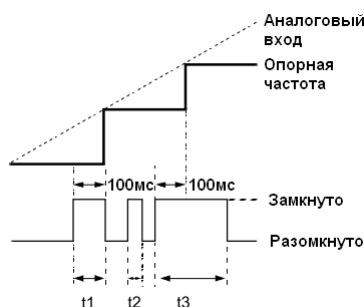 Аналоговый
вход
Опорная
частота
100мс 100мс
Замкнуто
Разомкнуто
t1 t2 t3